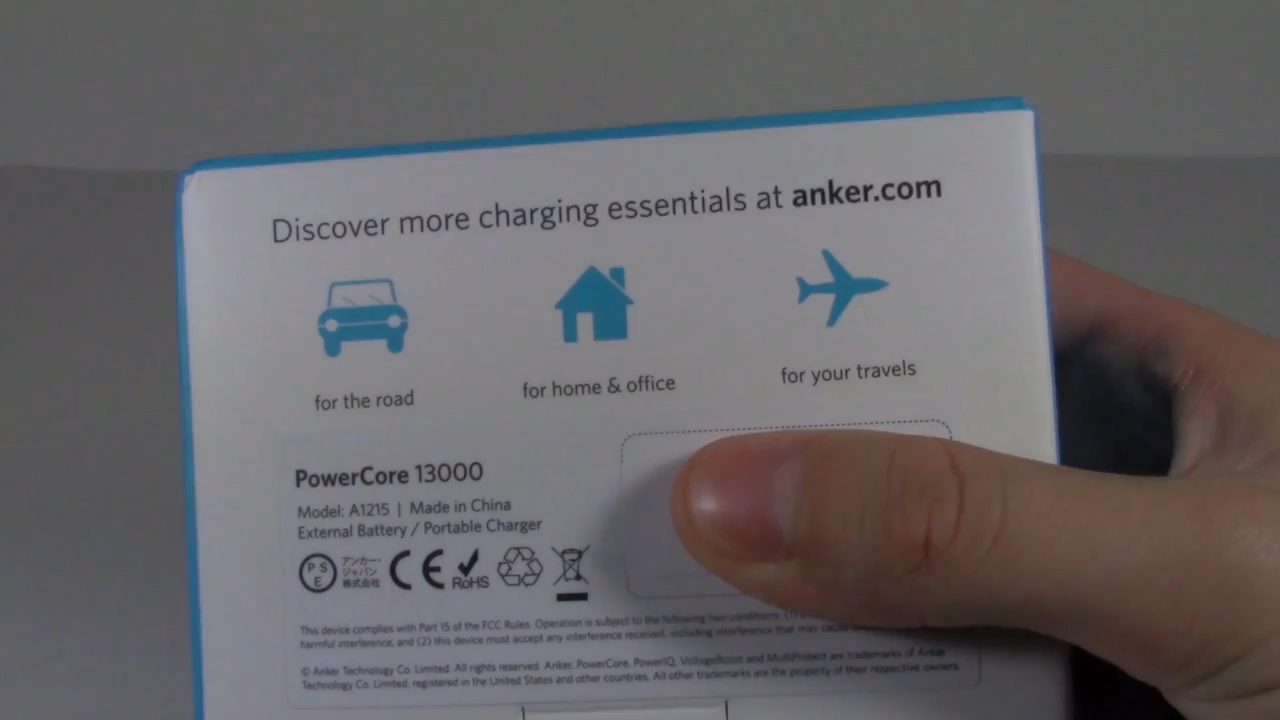 Discover more charging essentials at anker.com
for the road
for home & office
for your travels
PowerCore 13000
Model: A1215 | Made in China
External Battery / Portable Charger
PSE
アンカー・
ジャパン
株式会社
CE
RoHS
This device complies with Part 15 of the FCC Rules. Operation is subject to the following two conditions: (1)
harmful interference, and (2) this device must accept any interference received, including interference that may cause
© Anker Technology Co. Limited. All rights reserved. Anker, PowerCore, PowerIQ, VoltageBoost and MultiProtect are trademarks of Anker
Technology Co. Limited, registered in the United States and other countries. All other trademarks are the property of their respective owners.